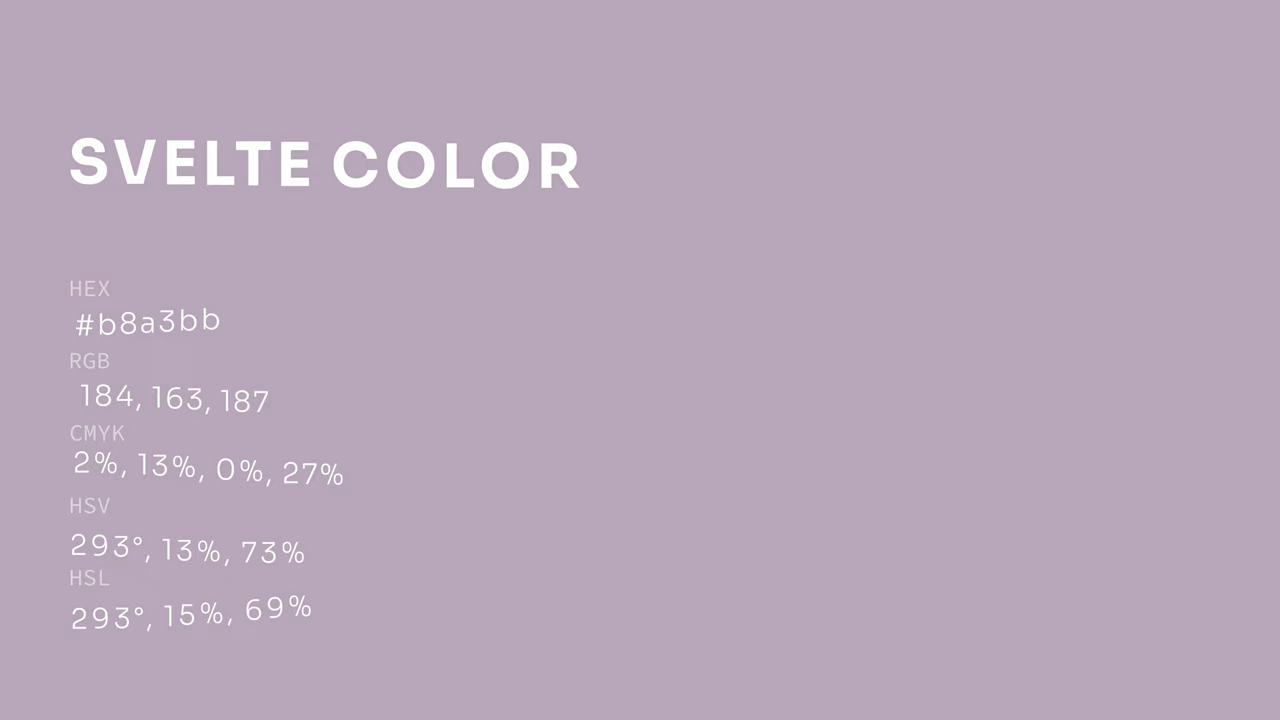 SVELTE COLOR
HEX
#b8a3bb
RGB
184, 163, 187
CMYK
2%, 13%, 0%, 27%
HSV
293°, 13%, 73%
HSL
293°, 15%, 69%